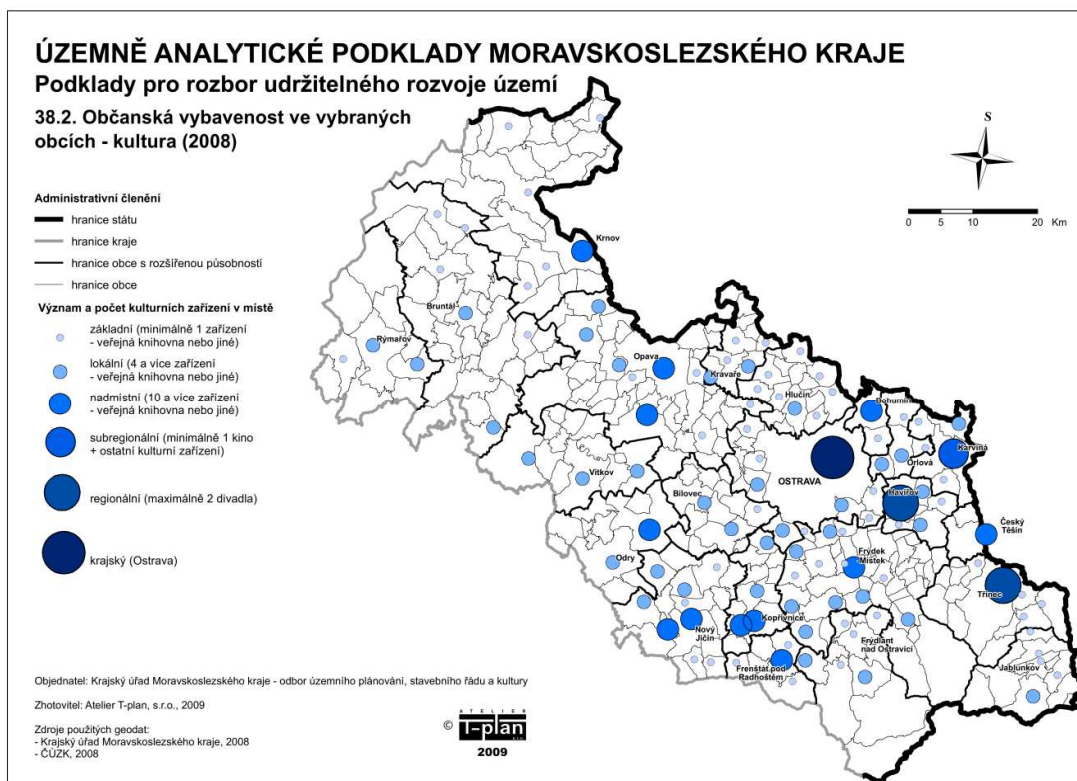 ÚZEMNĚ ANALYTICKÉ PODKLADY MORAVSKOSLEZSKÉHO KRAJE
Podklady pro rozbor udržitelného rozvoje území
38.2. Občanská vybavenost ve vybraných
obcích - kultura (2008)
S
0 5 10 20 Km
Administrativní členění
hranice státu
hranice kraje
hranice obce s rozšířenou působností
hranice obce
Význam a počet kulturních zařízení v místě
základní (minimálně 1 zařízení
- veřejná knihovna nebo jiné)
lokální (4 a více zařízení
- veřejná knihovna nebo jiné)
nadmístní (10 a více zařízení
- veřejná knihovna nebo jiné)
subregionální (minimálně 1 kino
+ ostatní kulturní zařízení)
regionální (maximálně 2 divadla)
krajský (Ostrava)
Krnov
Bruntál
Rýmařov
Opava
Kravaře
Hlučín
Bohumín
Karviná
Orlová
OSTRAVA
Vítkov
Bílovec
Havířov
Český
Těšín
Odry
Frýdek
Místek
Třinec
Kopřivnice
Nový
Jičín
Frýdlant
nad Ostravicí
Frenštát pod
Radhoštěm
Jablunkov
Objednatel: Krajský úřad Moravskoslezského kraje - odbor územního plánování, stavebního řádu a kultury
Zhotovitel: Atelier T-plan, s.r.o., 2009
Zdroje použitých geodat:
- Krajský úřad Moravskoslezského kraje, 2008
- ČÚZK, 2008
ATELIER
© T-plan
2009